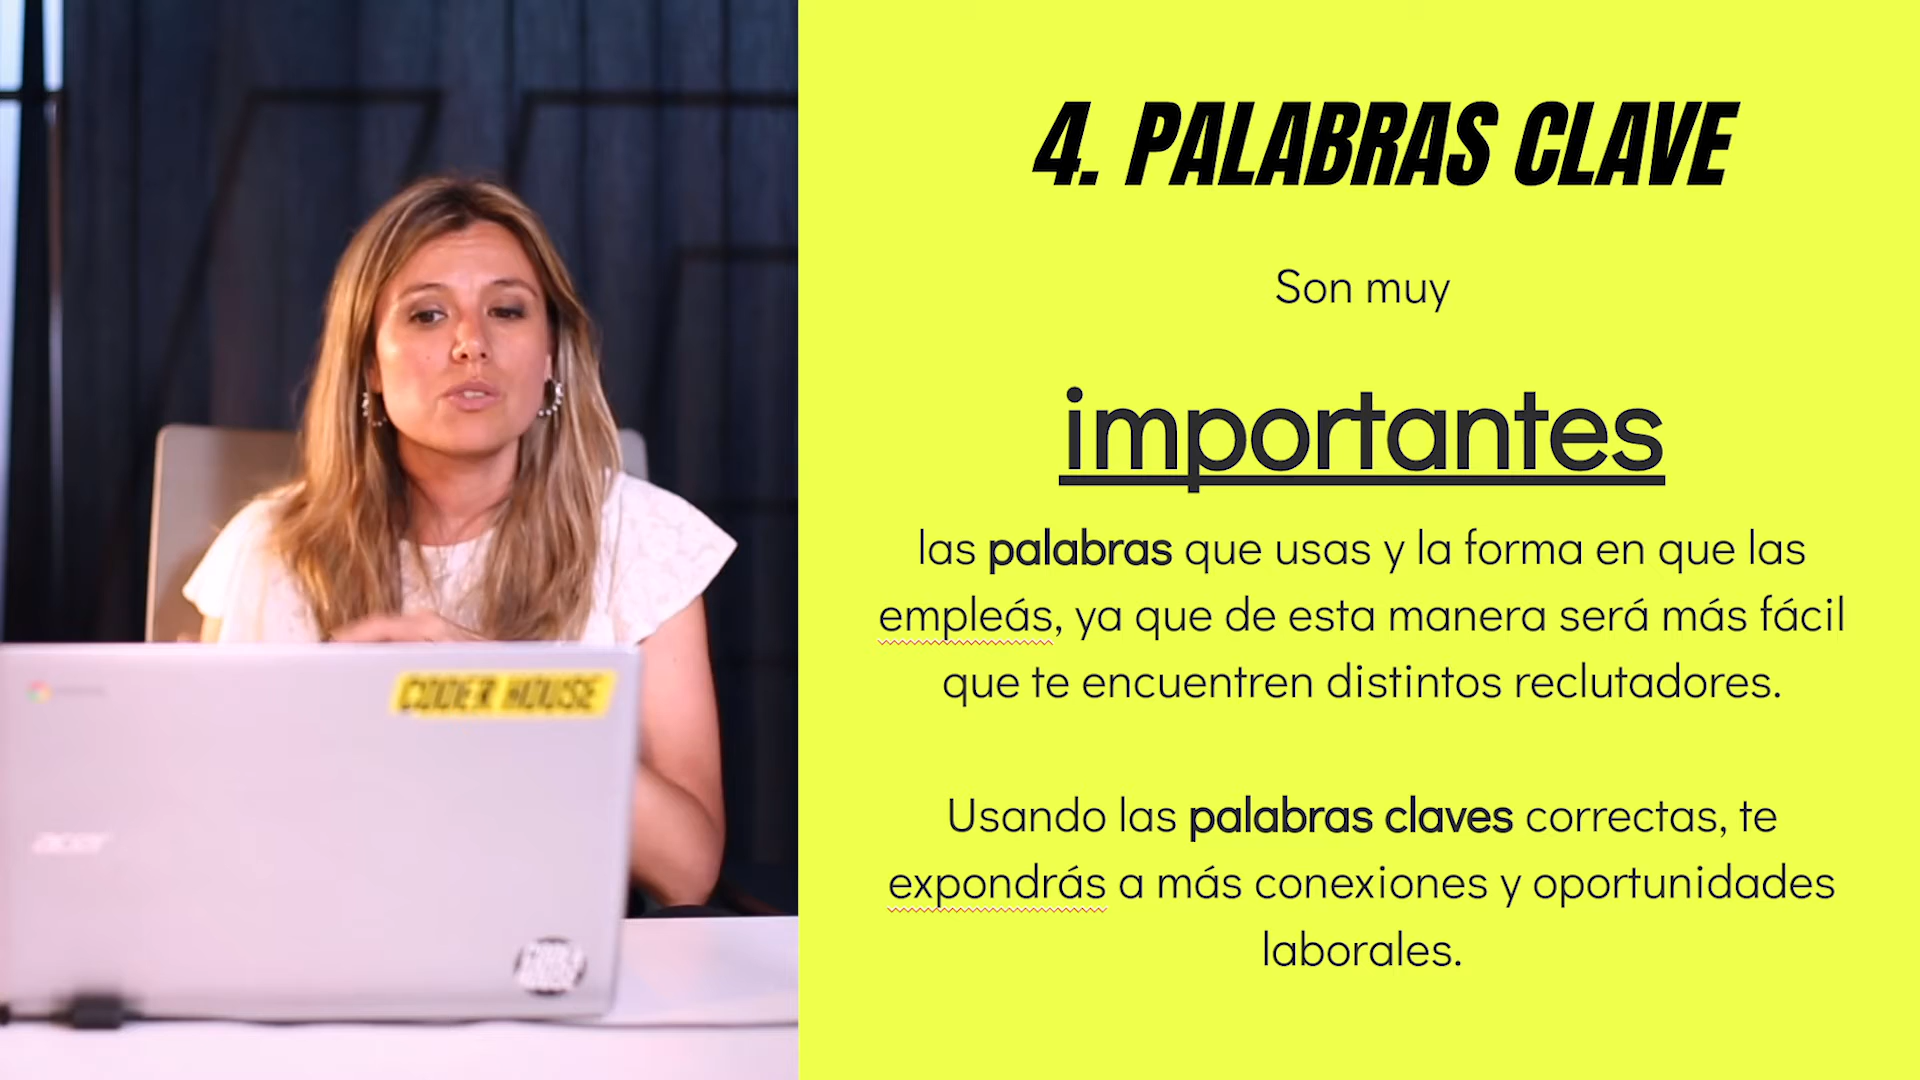 4. PALABRAS CLAVE
Son muy
importantes
las palabras que usas y la forma en que las
empleás, ya que de esta manera será más fácil
que te encuentren distintos reclutadores.
Usando las palabras claves correctas, te
expondrás a más conexiones y oportunidades
laborales.
CODER HOUSE
acer